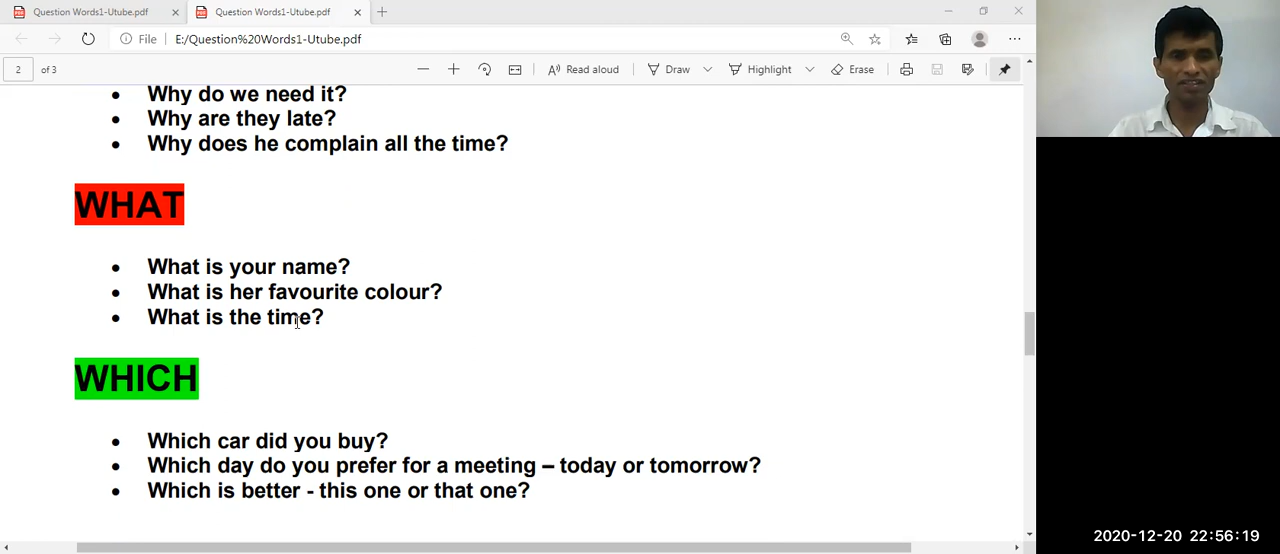 Question Words1-Utube.pdf
Question Words1-Utube.pdf
File
E:/Question%20Words1-Utube.pdf
2 of 3
Read aloud
Draw
Highlight
Erase
• Why do we need it?
• Why are they late?
• Why does he complain all the time?
WHAT
• What is your name?
• What is her favourite colour?
• What is the time?
WHICH
• Which car did you buy?
• Which day do you prefer for a meeting – today or tomorrow?
• Which is better - this one or that one?
2020-12-20 22:56:19